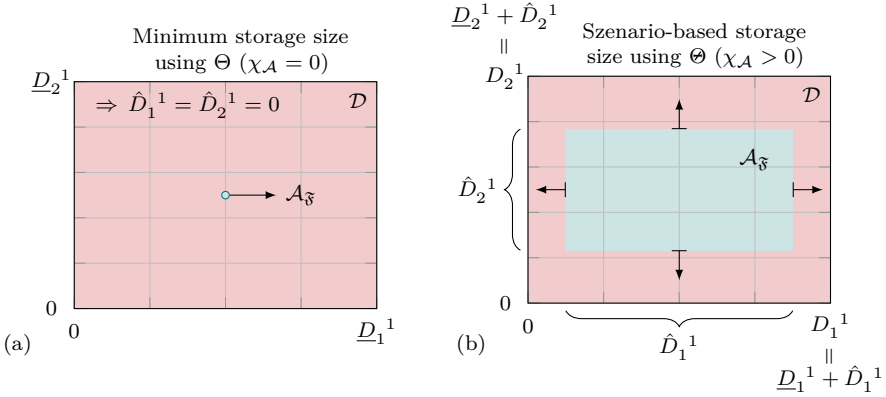 Minimum storage size
using Θ (χ_𝒜 = 0)
D̲₂¹
⇒ D̂₁¹ = D̂₂¹ = 0
𝒟
𝒜_𝔉
0
0
D̲₁¹
(a)
D̲₂¹ + D̂₂¹
=
D₂¹
Szenario-based storage
size using Θ̸ (χ_𝒜 > 0)
𝒟
𝒜_𝔉
D̂₂¹
0
0
D₁¹
D̂₁¹
=
D̲₁¹ + D̂₁¹
(b)